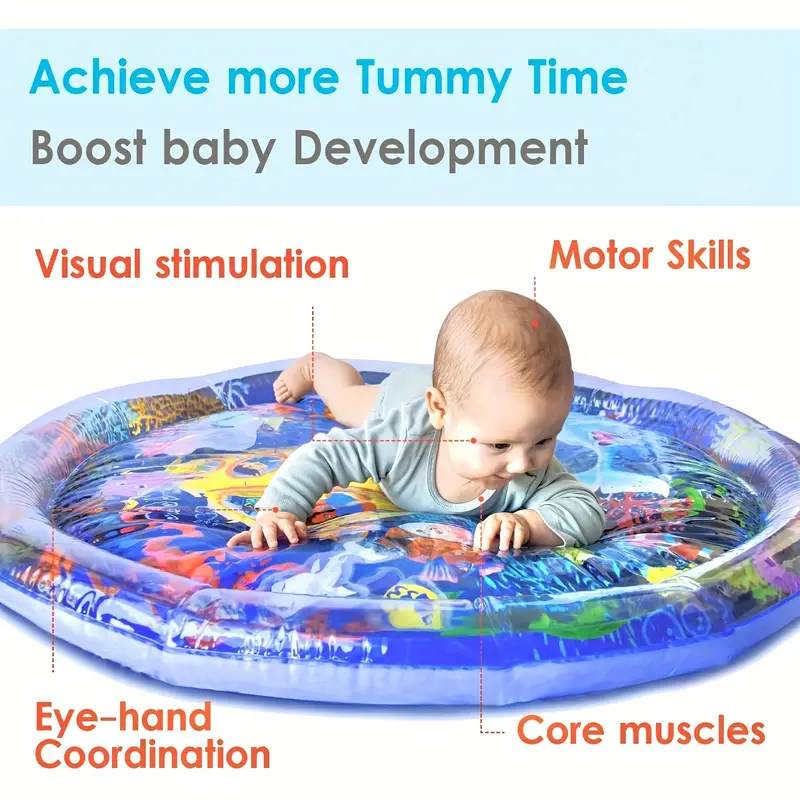 Achieve more Tummy Time
Boost baby Development
Visual stimulation
Motor Skills
Eye-hand
Coordination
Core muscles